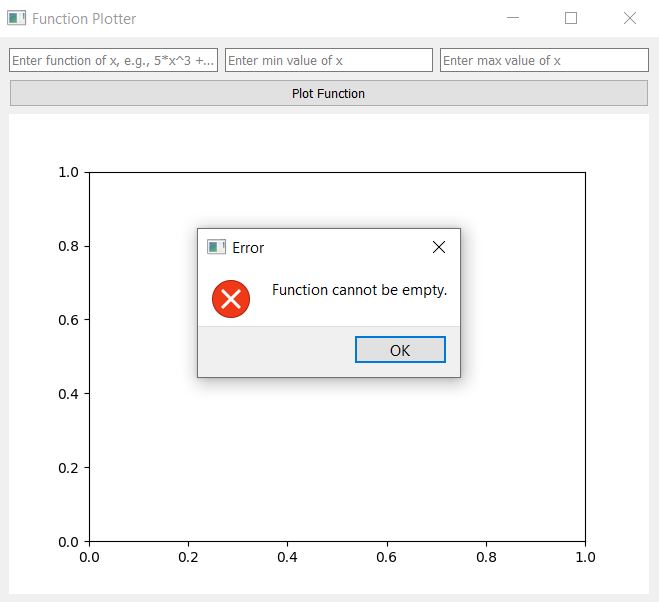 Function Plotter
Enter function of x, e.g., 5*x^3 +... Enter min value of x Enter max value of x
Plot Function
1.0
0.8
Error
Function cannot be empty.
0.6
OK
0.4
0.2
0.0
0.0 0.2 0.4 0.6 0.8 1.0